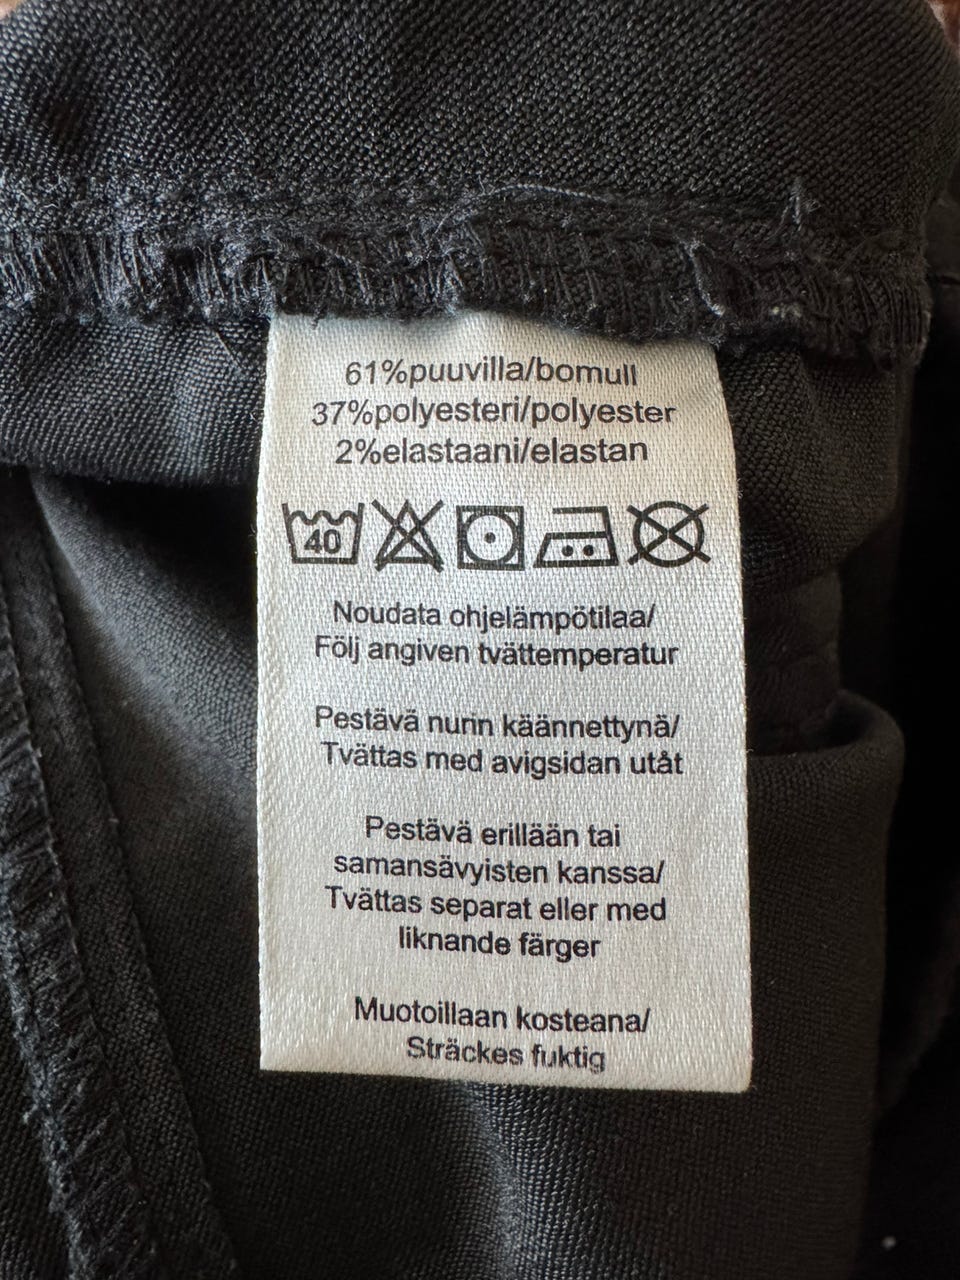 61%puuvilla/bomull
37%polyesteri/polyester
2%elastaani/elastan
40
Noudata ohjelämpötilaa/
Följ angiven tvättemperatur
Pestävä nurin käännettynä/
Tvättas med avigsidan utåt
Pestävä erillään tai
samansävyisten kanssa/
Tvättas separat eller med
liknande färger
Muotoillaan kosteana/
Sträckes fuktig